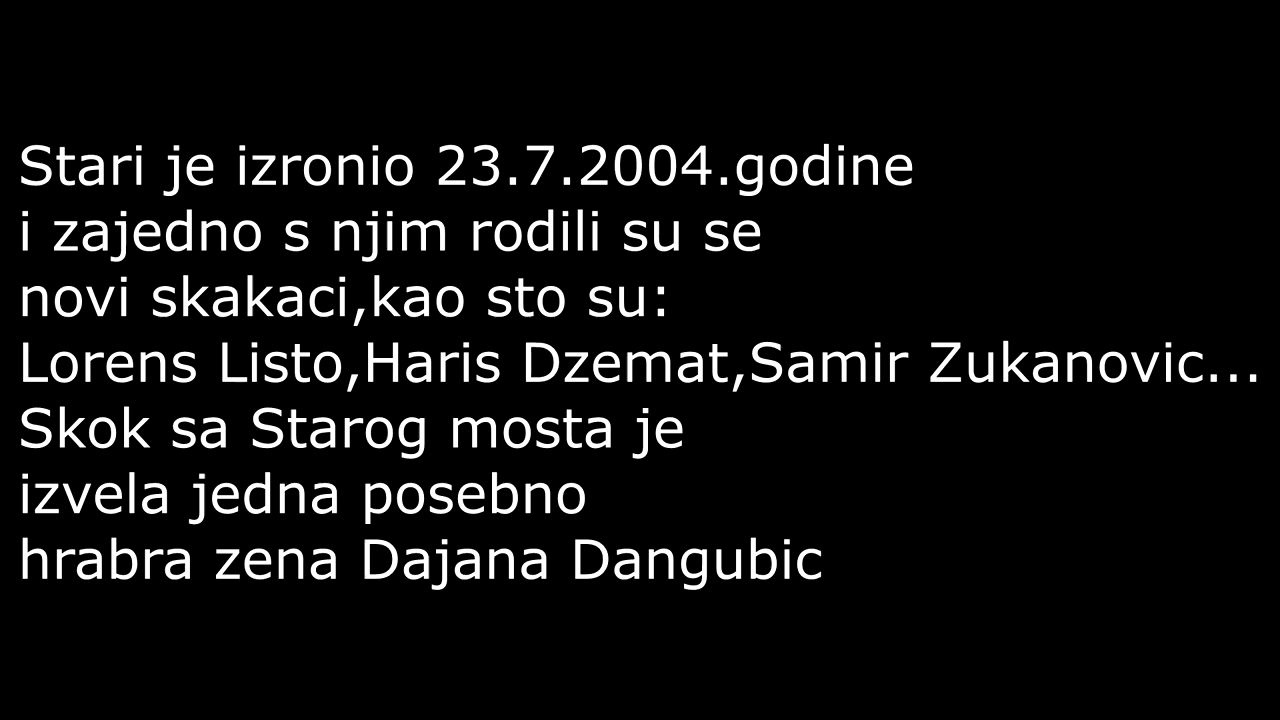 Stari je izronio 23.7.2004.godine
i zajedno s njim rodili su se
novi skakaci,kao sto su:
Lorens Listo,Haris Dzemat,Samir Zukanovic...
Skok sa Starog mosta je
izvela jedna posebno
hrabra zena Dajana Dangubic